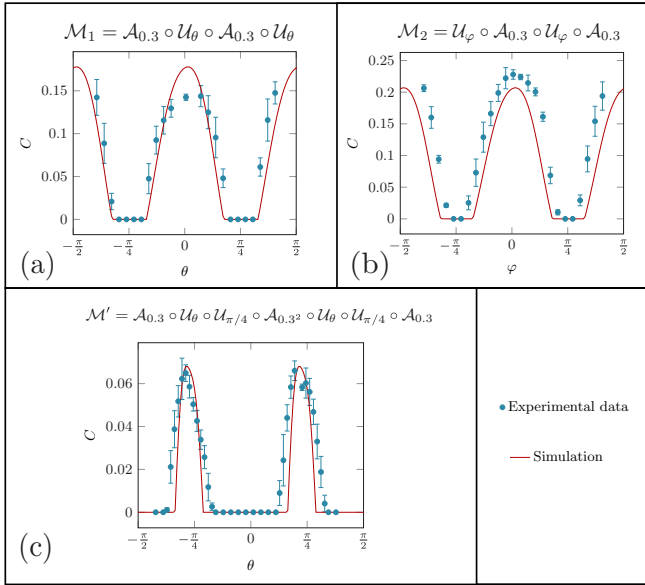 M₁ = A₀.₃ ∘ U_θ ∘ A₀.₃ ∘ U_θ
0.15
0.1
0.05
0
C
−π/2
−π/4
0
π/4
π/2
θ
(a)
M₂ = U_φ ∘ A₀.₃ ∘ U_φ ∘ A₀.₃
0.25
0.2
0.15
0.1
0.05
0
C
−π/2
−π/4
0
π/4
π/2
φ
(b)
M′ = A₀.₃ ∘ U_θ ∘ U_π/4 ∘ A₀.₃² ∘ U_θ ∘ U_π/4 ∘ A₀.₃
0.06
0.04
0.02
0
C
−π/2
−π/4
0
π/4
π/2
θ
(c)
Experimental data
Simulation